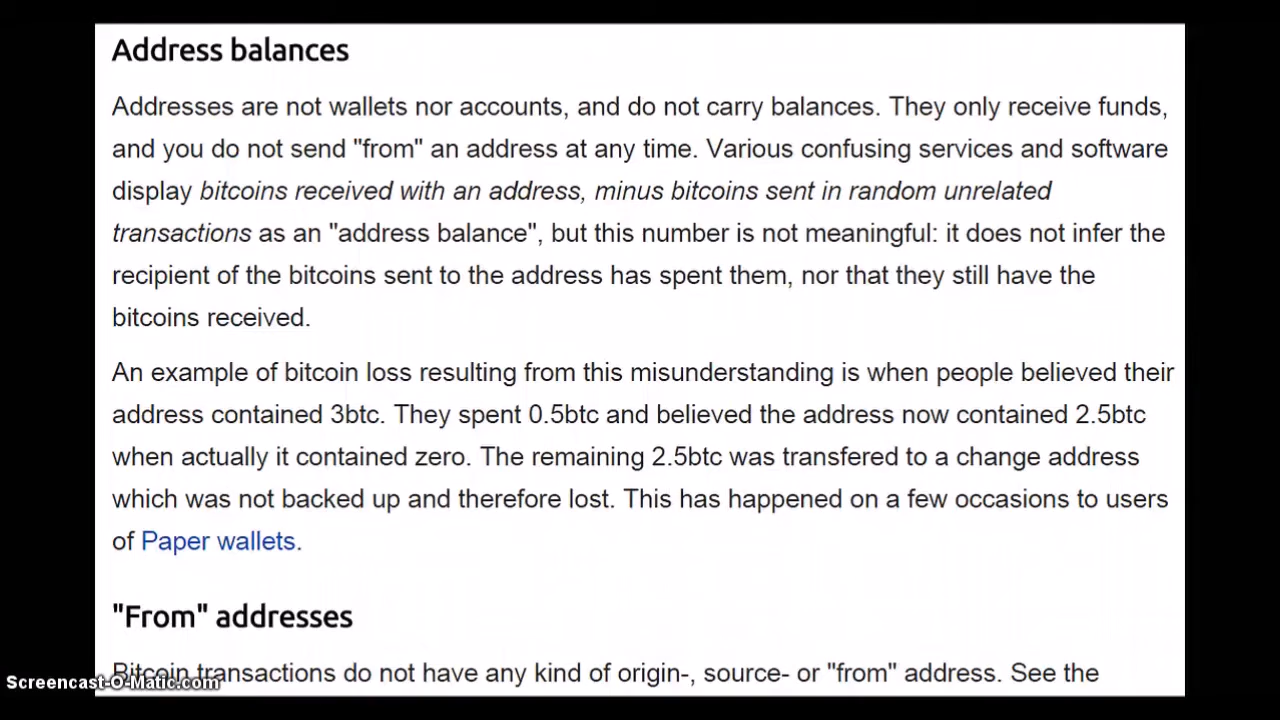 Address balances
Addresses are not wallets nor accounts, and do not carry balances. They only receive funds,
and you do not send "from" an address at any time. Various confusing services and software
display bitcoins received with an address, minus bitcoins sent in random unrelated
transactions as an "address balance", but this number is not meaningful: it does not infer the
recipient of the bitcoins sent to the address has spent them, nor that they still have the
bitcoins received.
An example of bitcoin loss resulting from this misunderstanding is when people believed their
address contained 3btc. They spent 0.5btc and believed the address now contained 2.5btc
when actually it contained zero. The remaining 2.5btc was transfered to a change address
which was not backed up and therefore lost. This has happened on a few occasions to users
of Paper wallets.
"From" addresses
Bitcoin transactions do not have any kind of origin-, source- or "from" address. See the
Screencast-O-Matic.com